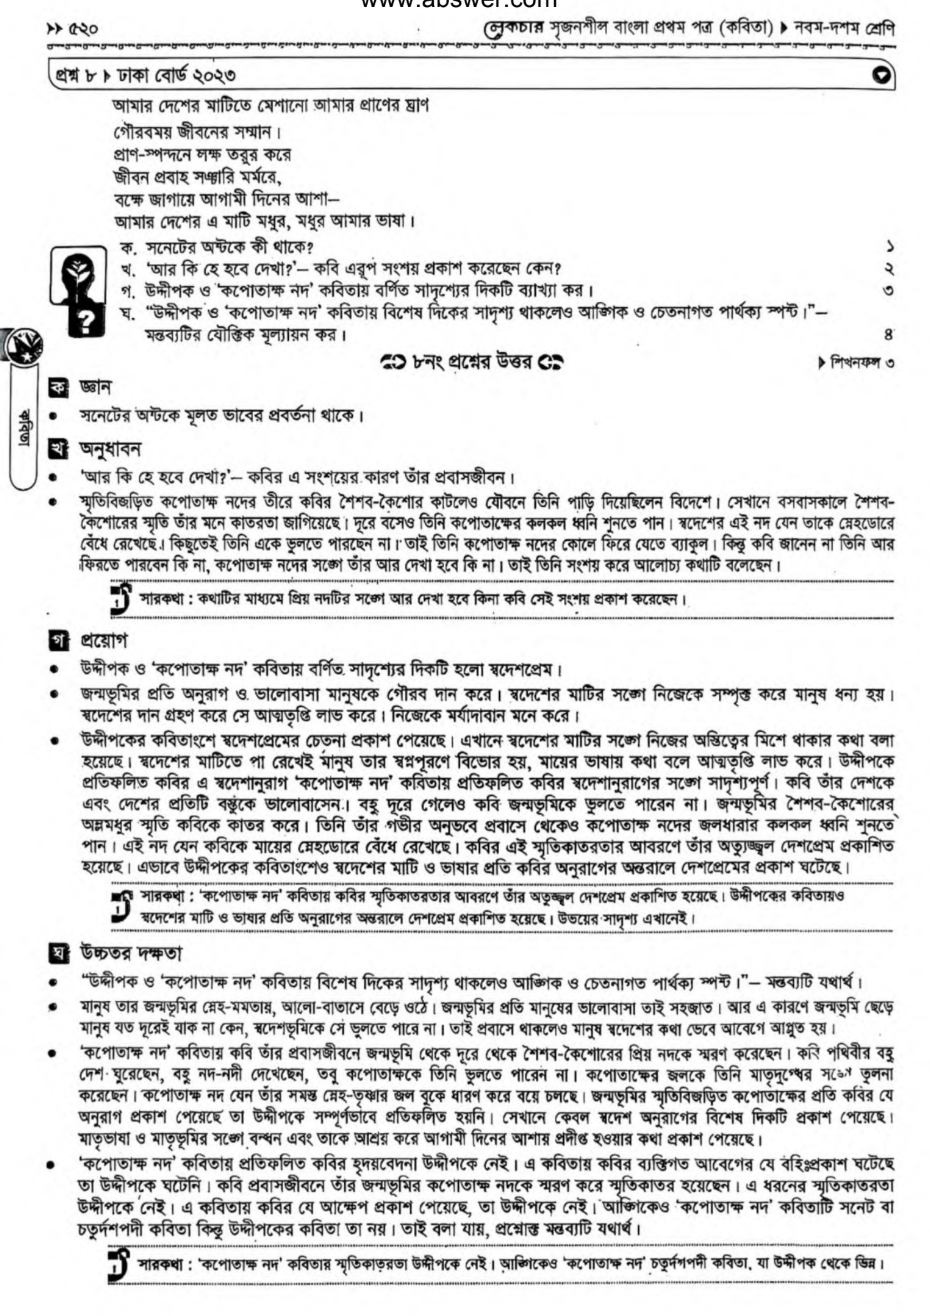 www.abswer.com
>> ৫২০ লেকচার সৃজনশীল বাংলা প্রথম পত্র (কবিতা) ▶ নবম-দশম শ্রেণি
প্রশ্ন ৮ ▶ ঢাকা বোর্ড ২০২৩
আমার দেশের মাটিতে মেশানো আমার প্রাণের ঘ্রাণ
গৌরবময় জীবনের সম্মান।
প্রাণ-স্পন্দনে লক্ষ তরুর করে
জীবন প্রবাহ সঞ্চারি মর্মরে,
বক্ষে জাগায়ে আগামী দিনের আশা—
আমার দেশের এ মাটি মধুর, মধুর আমার ভাষা।
ক. সনেটের অষ্টকে কী থাকে? ১
খ. 'আর কি হে হবে দেখা?'— কবি এরূপ সংশয় প্রকাশ করেছেন কেন? ২
গ. উদ্দীপক ও 'কপোতাক্ষ নদ' কবিতায় বর্ণিত সাদৃশ্যের দিকটি ব্যাখ্যা কর। ৩
ঘ. "উদ্দীপক ও 'কপোতাক্ষ নদ' কবিতায় বিশেষ দিকের সাদৃশ্য থাকলেও আঙ্গিক ও চেতনাগত পার্থক্য স্পষ্ট।"—
মন্তব্যটির যৌক্তিক মূল্যায়ন কর। ৪
৮নং প্রশ্নের উত্তর ▶ শিখনফল ৩
ক জ্ঞান
• সনেটের অষ্টকে মূলত ভাবের প্রবর্তনা থাকে।
কবিতা
খ অনুধাবন
• 'আর কি হে হবে দেখা?'— কবির এ সংশয়ের কারণ তাঁর প্রবাসজীবন।
• স্মৃতিবিজড়িত কপোতাক্ষ নদের তীরে কবির শৈশব-কৈশোর কাটলেও যৌবনে তিনি পাড়ি দিয়েছিলেন বিদেশে। সেখানে বসবাসকালে শৈশব-
কৈশোরের স্মৃতি তাঁর মনে কাতরতা জাগিয়েছে। দূরে বসেও তিনি কপোতাক্ষের কলকল ধ্বনি শুনতে পান। স্বদেশের এই নদ যেন তাকে স্নেহডোরে
বেঁধে রেখেছে। কিছুতেই তিনি একে ভুলতে পারছেন না। তাই তিনি কপোতাক্ষ নদের কোলে ফিরে যেতে ব্যাকুল। কিন্তু কবি জানেন না তিনি আর
ফিরতে পারবেন কি না, কপোতাক্ষ নদের সঙ্গে তাঁর আর দেখা হবে কি না। তাই তিনি সংশয় করে আলোচ্য কথাটি বলেছেন।
সারকথা : কথাটির মাধ্যমে প্রিয় নদটির সঙ্গে আর দেখা হবে কিনা কবি সেই সংশয় প্রকাশ করেছেন।
গ প্রয়োগ
• উদ্দীপক ও 'কপোতাক্ষ নদ' কবিতায় বর্ণিত সাদৃশ্যের দিকটি হলো স্বদেশপ্রেম।
• জন্মভূমির প্রতি অনুরাগ ও ভালোবাসা মানুষকে গৌরব দান করে। স্বদেশের মাটির সঙ্গে নিজেকে সম্পৃক্ত করে মানুষ ধন্য হয়।
স্বদেশের দান গ্রহণ করে সে আত্মতৃপ্তি লাভ করে। নিজেকে মর্যাদাবান মনে করে।
• উদ্দীপকের কবিতাংশে স্বদেশপ্রেমের চেতনা প্রকাশ পেয়েছে। এখানে স্বদেশের মাটির সঙ্গে নিজের অস্তিত্বের মিশে থাকার কথা বলা
হয়েছে। স্বদেশের মাটিতে পা রেখেই মানুষ তার স্বপ্নপূরণে বিভোর হয়, মায়ের ভাষায় কথা বলে আত্মতৃপ্তি লাভ করে। উদ্দীপকে
প্রতিফলিত কবির এ স্বদেশানুরাগ 'কপোতাক্ষ নদ' কবিতায় প্রতিফলিত কবির স্বদেশানুরাগের সঙ্গে সাদৃশ্যপূর্ণ। কবি তাঁর দেশকে
এবং দেশের প্রতিটি বস্তুকে ভালোবাসেন। বহু দূরে গেলেও কবি জন্মভূমিকে ভুলতে পারেন না। জন্মভূমির শৈশব-কৈশোরের
অম্লমধুর স্মৃতি কবিকে কাতর করে। তিনি তাঁর গভীর অনুভবে প্রবাসে থেকেও কপোতাক্ষ নদের জলধারার কলকল ধ্বনি শুনতে
পান। এই নদ যেন কবিকে মায়ের স্নেহডোরে বেঁধে রেখেছে। কবির এই স্মৃতিকাতরতার আবরণে তাঁর অত্যুজ্জ্বল দেশপ্রেম প্রকাশিত
হয়েছে। এভাবে উদ্দীপকের কবিতাংশেও স্বদেশের মাটি ও ভাষার প্রতি কবির অনুরাগের অন্তরালে দেশপ্রেমের প্রকাশ ঘটেছে।
সারকথা : 'কপোতাক্ষ নদ' কবিতায় কবির স্মৃতিকাতরতার আবরণে তাঁর অত্যুজ্জ্বল দেশপ্রেম প্রকাশিত হয়েছে। উদ্দীপকের কবিতায়ও
স্বদেশের মাটি ও ভাষার প্রতি অনুরাগের অন্তরালে দেশপ্রেম প্রকাশিত হয়েছে। উভয়ের সাদৃশ্য এখানেই।
ঘ উচ্চতর দক্ষতা
• "উদ্দীপক ও 'কপোতাক্ষ নদ' কবিতায় বিশেষ দিকের সাদৃশ্য থাকলেও আঙ্গিক ও চেতনাগত পার্থক্য স্পষ্ট।"— মন্তব্যটি যথার্থ।
• মানুষ তার জন্মভূমির স্নেহ-মমতায়, আলো-বাতাসে বেড়ে ওঠে। জন্মভূমির প্রতি মানুষের ভালোবাসা তাই সহজাত। আর এ কারণে জন্মভূমি ছেড়ে
মানুষ যত দূরেই যাক না কেন, স্বদেশভূমিকে সে ভুলতে পারে না। তাই প্রবাসে থাকলেও মানুষ স্বদেশের কথা ভেবে আবেগে আপ্লুত হয়।
• 'কপোতাক্ষ নদ' কবিতায় কবি তাঁর প্রবাসজীবনে জন্মভূমি থেকে দূরে থেকে শৈশব-কৈশোরের প্রিয় নদকে স্মরণ করেছেন। কবি পৃথিবীর বহু
দেশ ঘুরেছেন, বহু নদ-নদী দেখেছেন, তবু কপোতাক্ষকে তিনি ভুলতে পারেন না। কপোতাক্ষের জলকে তিনি মাতৃদুগ্ধের সঙ্গে তুলনা
করেছেন। কপোতাক্ষ নদ যেন তাঁর সমস্ত স্নেহ-তৃষ্ণার জল বুকে ধারণ করে বয়ে চলছে। জন্মভূমির স্মৃতিবিজড়িত কপোতাক্ষের প্রতি কবির যে
অনুরাগ প্রকাশ পেয়েছে তা উদ্দীপকে সম্পূর্ণভাবে প্রতিফলিত হয়নি। সেখানে কেবল স্বদেশ অনুরাগের বিশেষ দিকটি প্রকাশ পেয়েছে।
মাতৃভাষা ও মাতৃভূমির সঙ্গে বন্ধন এবং তাকে আশ্রয় করে আগামী দিনের আশায় প্রদীপ্ত হওয়ার কথা প্রকাশ পেয়েছে।
• 'কপোতাক্ষ নদ' কবিতায় প্রতিফলিত কবির হৃদয়বেদনা উদ্দীপকে নেই। এ কবিতায় কবির ব্যক্তিগত আবেগের যে বহিঃপ্রকাশ ঘটেছে
তা উদ্দীপকে ঘটেনি। কবি প্রবাসজীবনে তাঁর জন্মভূমির কপোতাক্ষ নদকে স্মরণ করে স্মৃতিকাতর হয়েছেন। এ ধরনের স্মৃতিকাতরতা
উদ্দীপকে নেই। এ কবিতায় কবির যে আক্ষেপ প্রকাশ পেয়েছে, তা উদ্দীপকে নেই। আঙ্গিকেও 'কপোতাক্ষ নদ' কবিতাটি সনেট বা
চতুর্দশপদী কবিতা কিন্তু উদ্দীপকের কবিতা তা নয়। তাই বলা যায়, প্রশ্নোক্ত মন্তব্যটি যথার্থ।
সারকথা : 'কপোতাক্ষ নদ' কবিতার স্মৃতিকাতরতা উদ্দীপকে নেই। আঙ্গিকেও 'কপোতাক্ষ নদ' চতুর্দশপদী কবিতা, যা উদ্দীপক থেকে ভিন্ন।